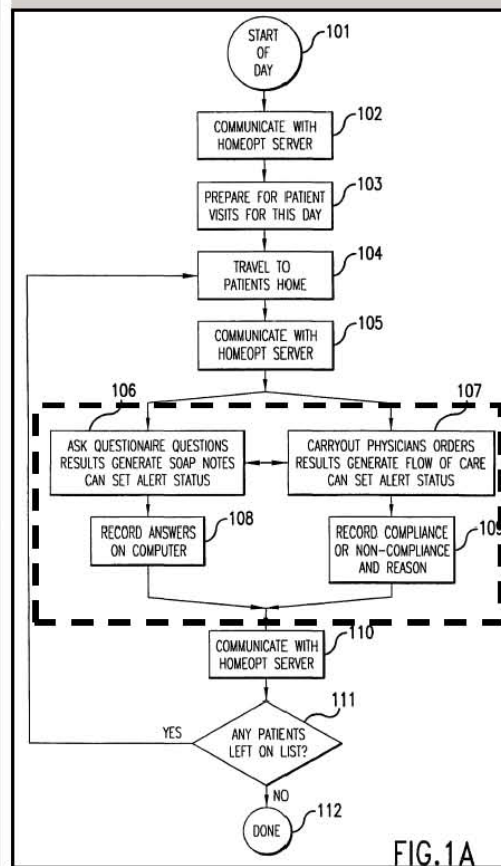 START
OF
DAY
101
COMMUNICATE WITH
HOMEOPT SERVER
102
PREPARE FOR PATIENT
VISITS FOR THIS DAY
103
TRAVEL TO
PATIENTS HOME
104
COMMUNICATE WITH
HOMEOPT SERVER
105
106
107
ASK QUESTIONAIRE QUESTIONS
RESULTS GENERATE SOAP NOTES
CAN SET ALERT STATUS
CARRYOUT PHYSICIANS ORDERS
RESULTS GENERATE FLOW OF CARE
CAN SET ALERT STATUS
RECORD ANSWERS
ON COMPUTER
108
RECORD COMPLIANCE
OR NON-COMPLIANCE
AND REASON
109
COMMUNICATE WITH
HOMEOPT SERVER
110
ANY PATIENTS
LEFT ON LIST?
111
YES
NO
DONE
112
FIG.1A